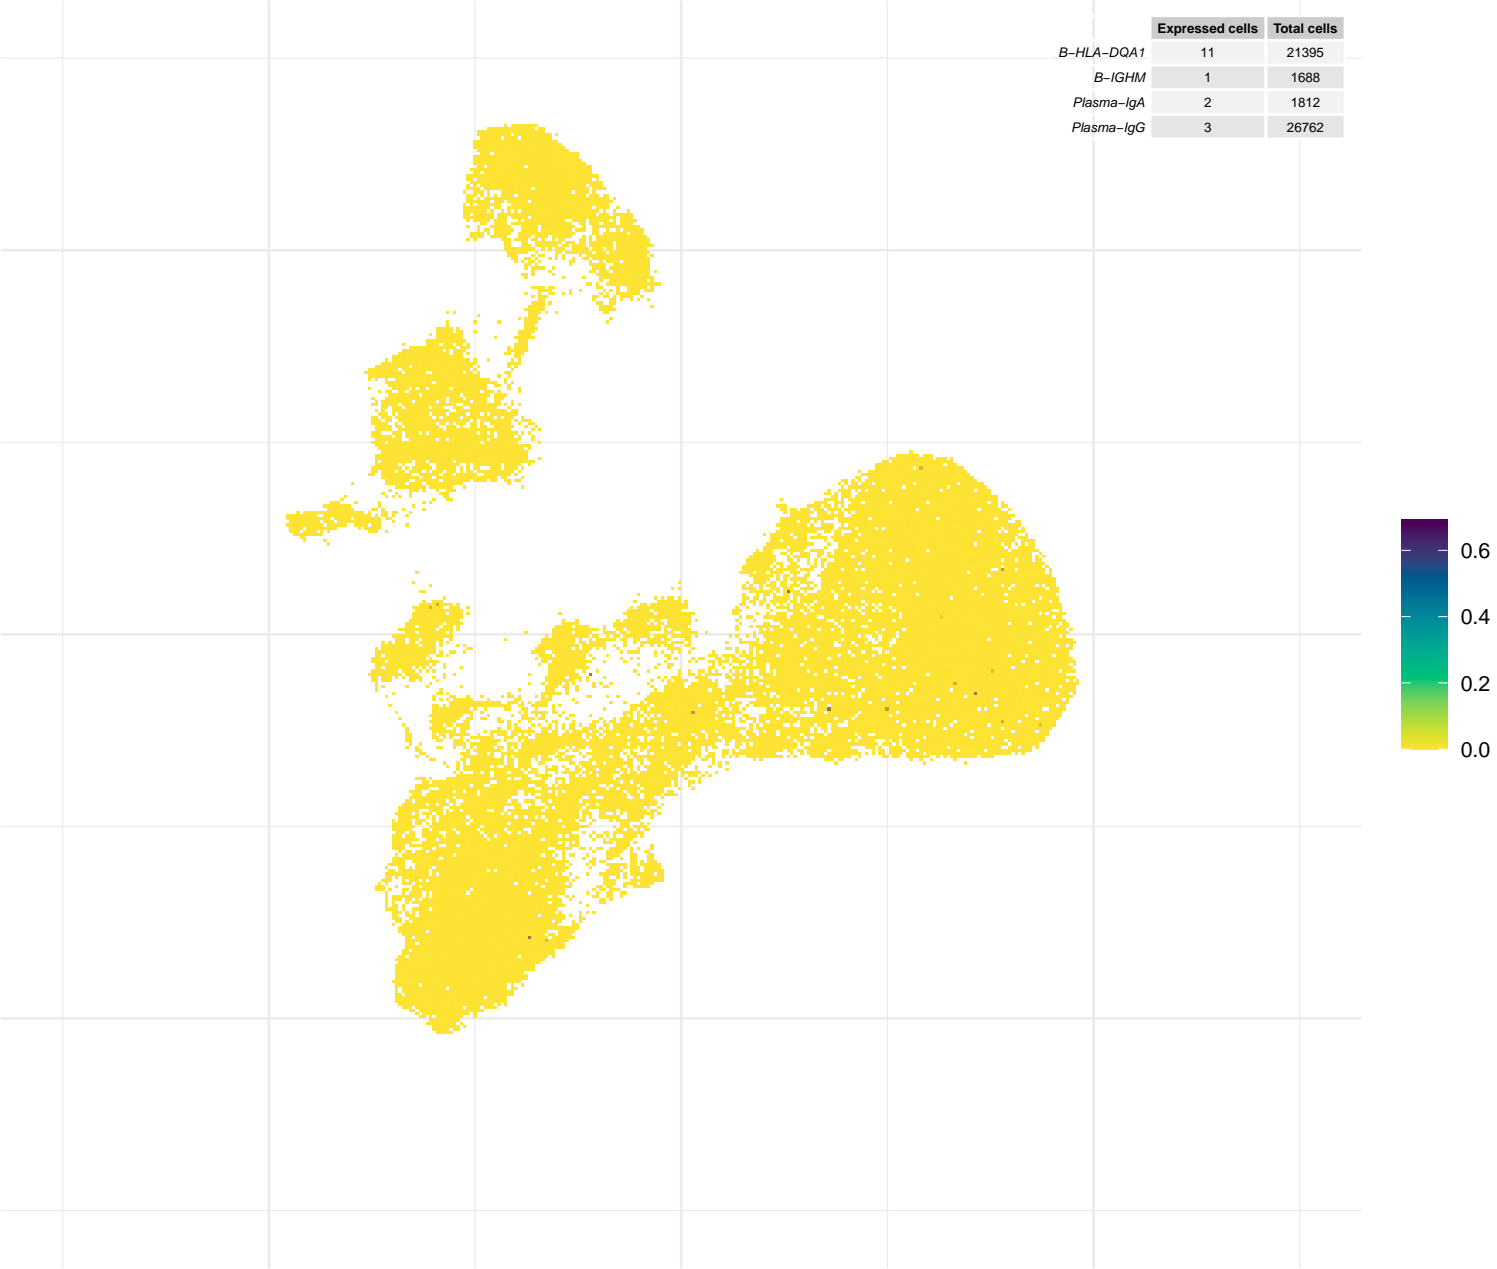 Expressed cells Total cells
B−HLA−DQA1 11 21395
B−IGHM 1 1688
Plasma−IgA 2 1812
Plasma−IgG 3 26762
0.6
0.4
0.2
0.0